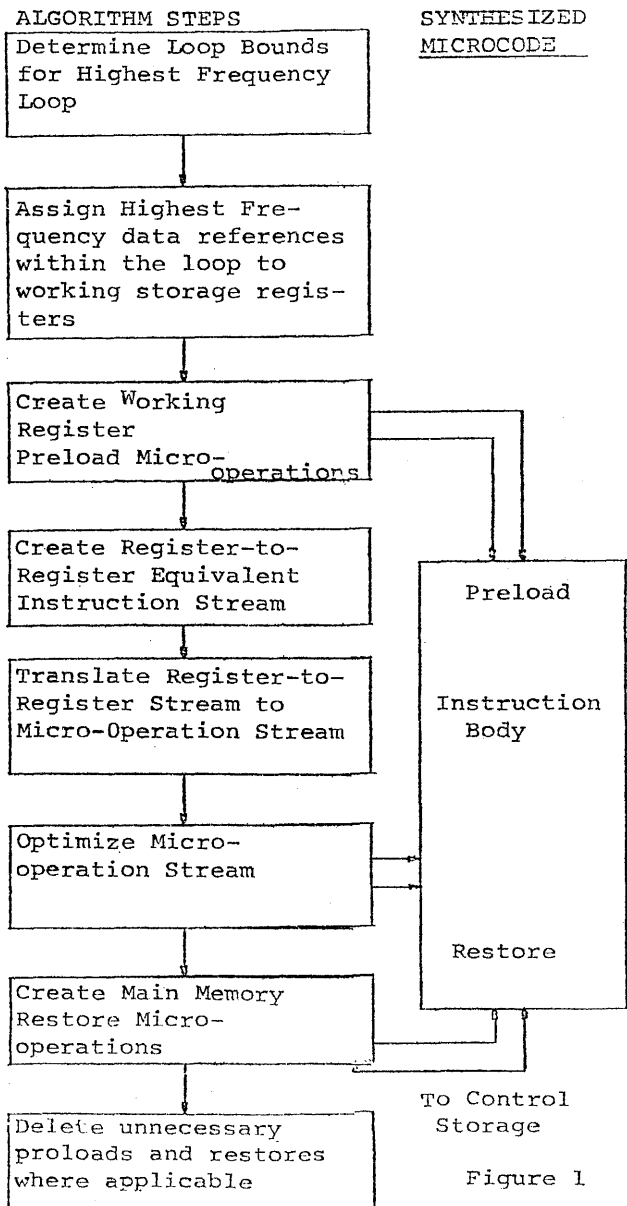 ALGORITHM STEPS
SYNTHESIZED
MICROCODE
Determine Loop Bounds
for Highest Frequency
Loop
Assign Highest Fre-
quency data references
within the loop to
working storage regis-
ters
Create Working
Register
Preload Micro-operations
Create Register-to-
Register Equivalent
Instruction Stream
Translate Register-to-
Register Stream to
Micro-Operation Stream
Optimize Micro-
operation Stream
Create Main Memory
Restore Micro-
operations
Delete unnecessary
proloads and restores
where applicable
Preload
Instruction
Body
Restore
To Control
Storage
Figure 1